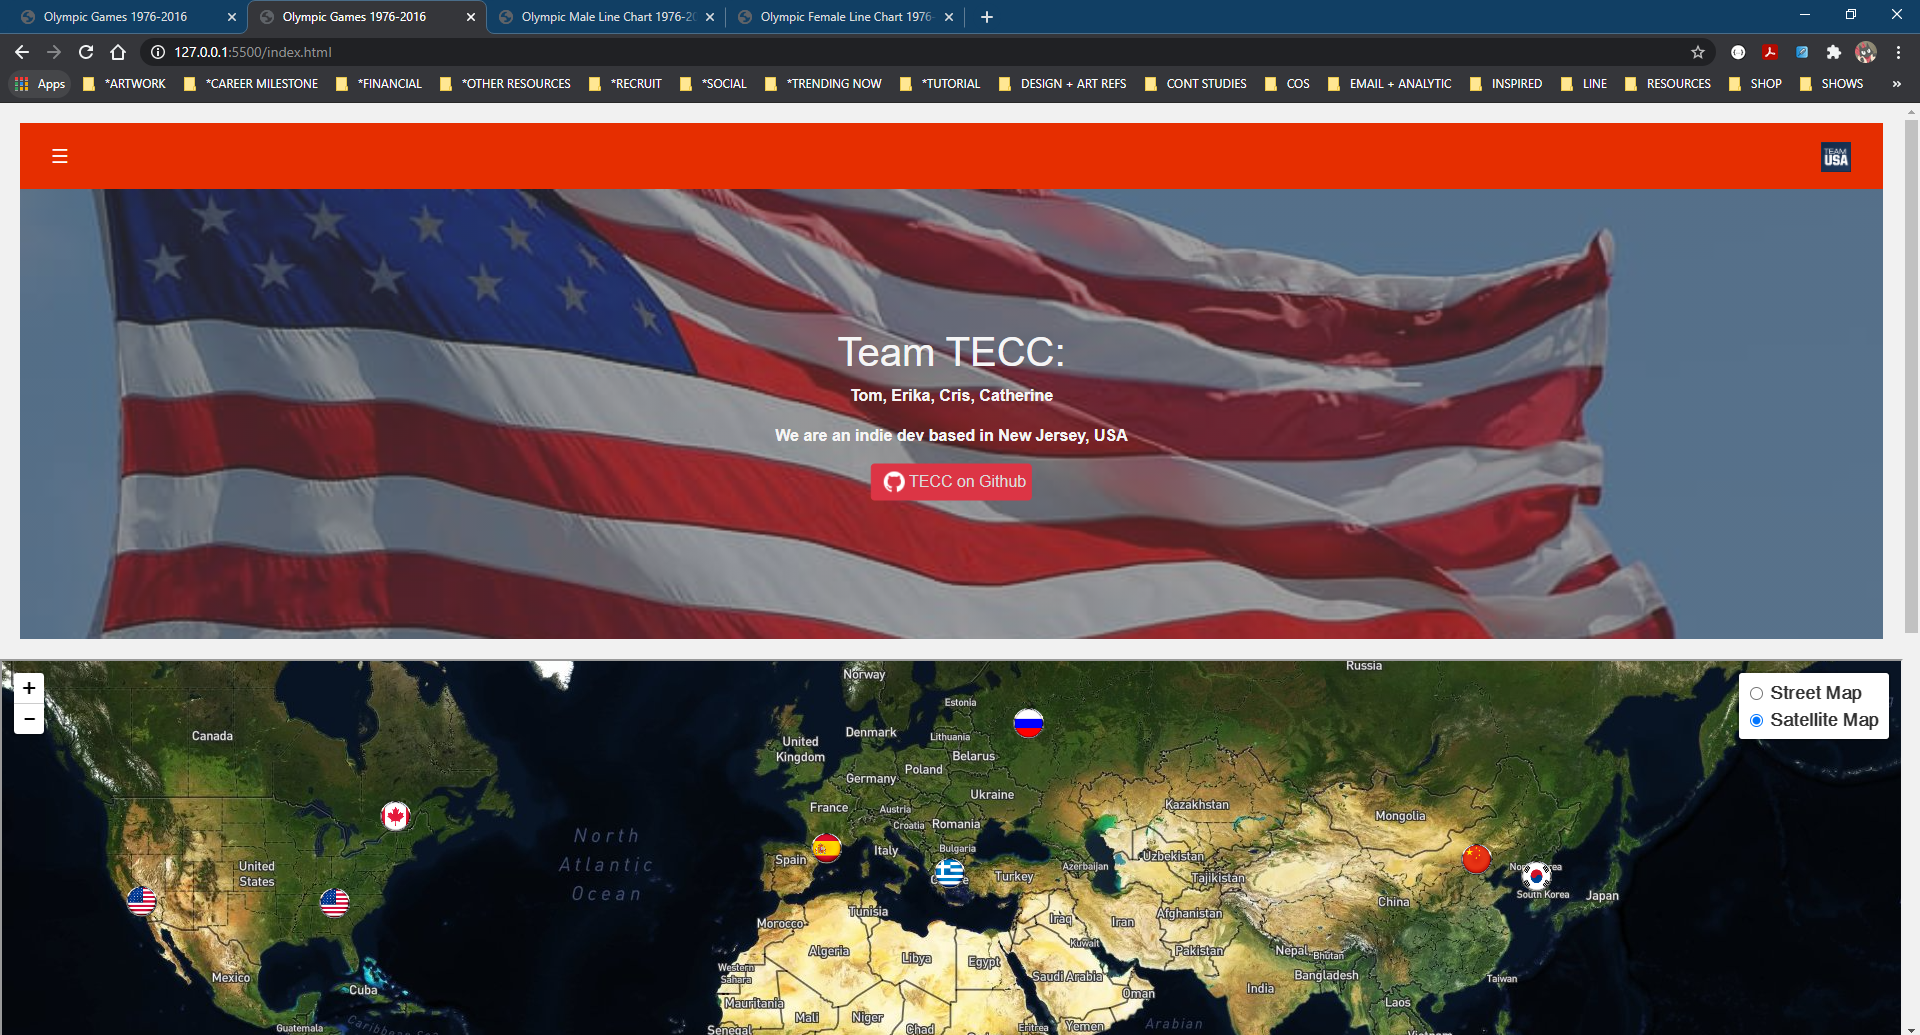 Olympic Games 1976-2016
Olympic Games 1976-2016
Olympic Male Line Chart 1976-20
Olympic Female Line Chart 1976-
127.0.0.1:5500/index.html
Apps
*ARTWORK
*CAREER MILESTONE
*FINANCIAL
*OTHER RESOURCES
*RECRUIT
*SOCIAL
*TRENDING NOW
*TUTORIAL
DESIGN + ART REFS
CONT STUDIES
COS
EMAIL + ANALYTIC
INSPIRED
LINE
RESOURCES
SHOP
SHOWS
»
☰
TEAM
USA
Team TECC:
Tom, Erika, Cris, Catherine
We are an indie dev based in New Jersey, USA
TECC on Github
+
−
Street Map
Satellite Map
Russia
Norway
Estonia
Canada
Denmark
Lithuania
United
Kingdom
Belarus
Poland
Germany
Ukraine
France
Austria
Kazakhstan
Croatia
Romania
Mongolia
North
Atlantic
Ocean
Italy
Bulgaria
Spain
Uzbekistan
Azerbaijan
United
States
Turkey
Tajikistan
South Korea
Japan
China
Tunisia
Morocco
Iraq
Iran
Afghanistan
Kuwait
Algeria
Libya
Egypt
Pakistan
Nepal
Bhutan
Western
Sahara
Saudi Arabia
Bangladesh
Mexico
Taiwan
Cuba
India
Oman
Mauritania
Laos
Mali
Niger
Guatemala
Chad
Eritrea
Yemen
Arabian
Senegal